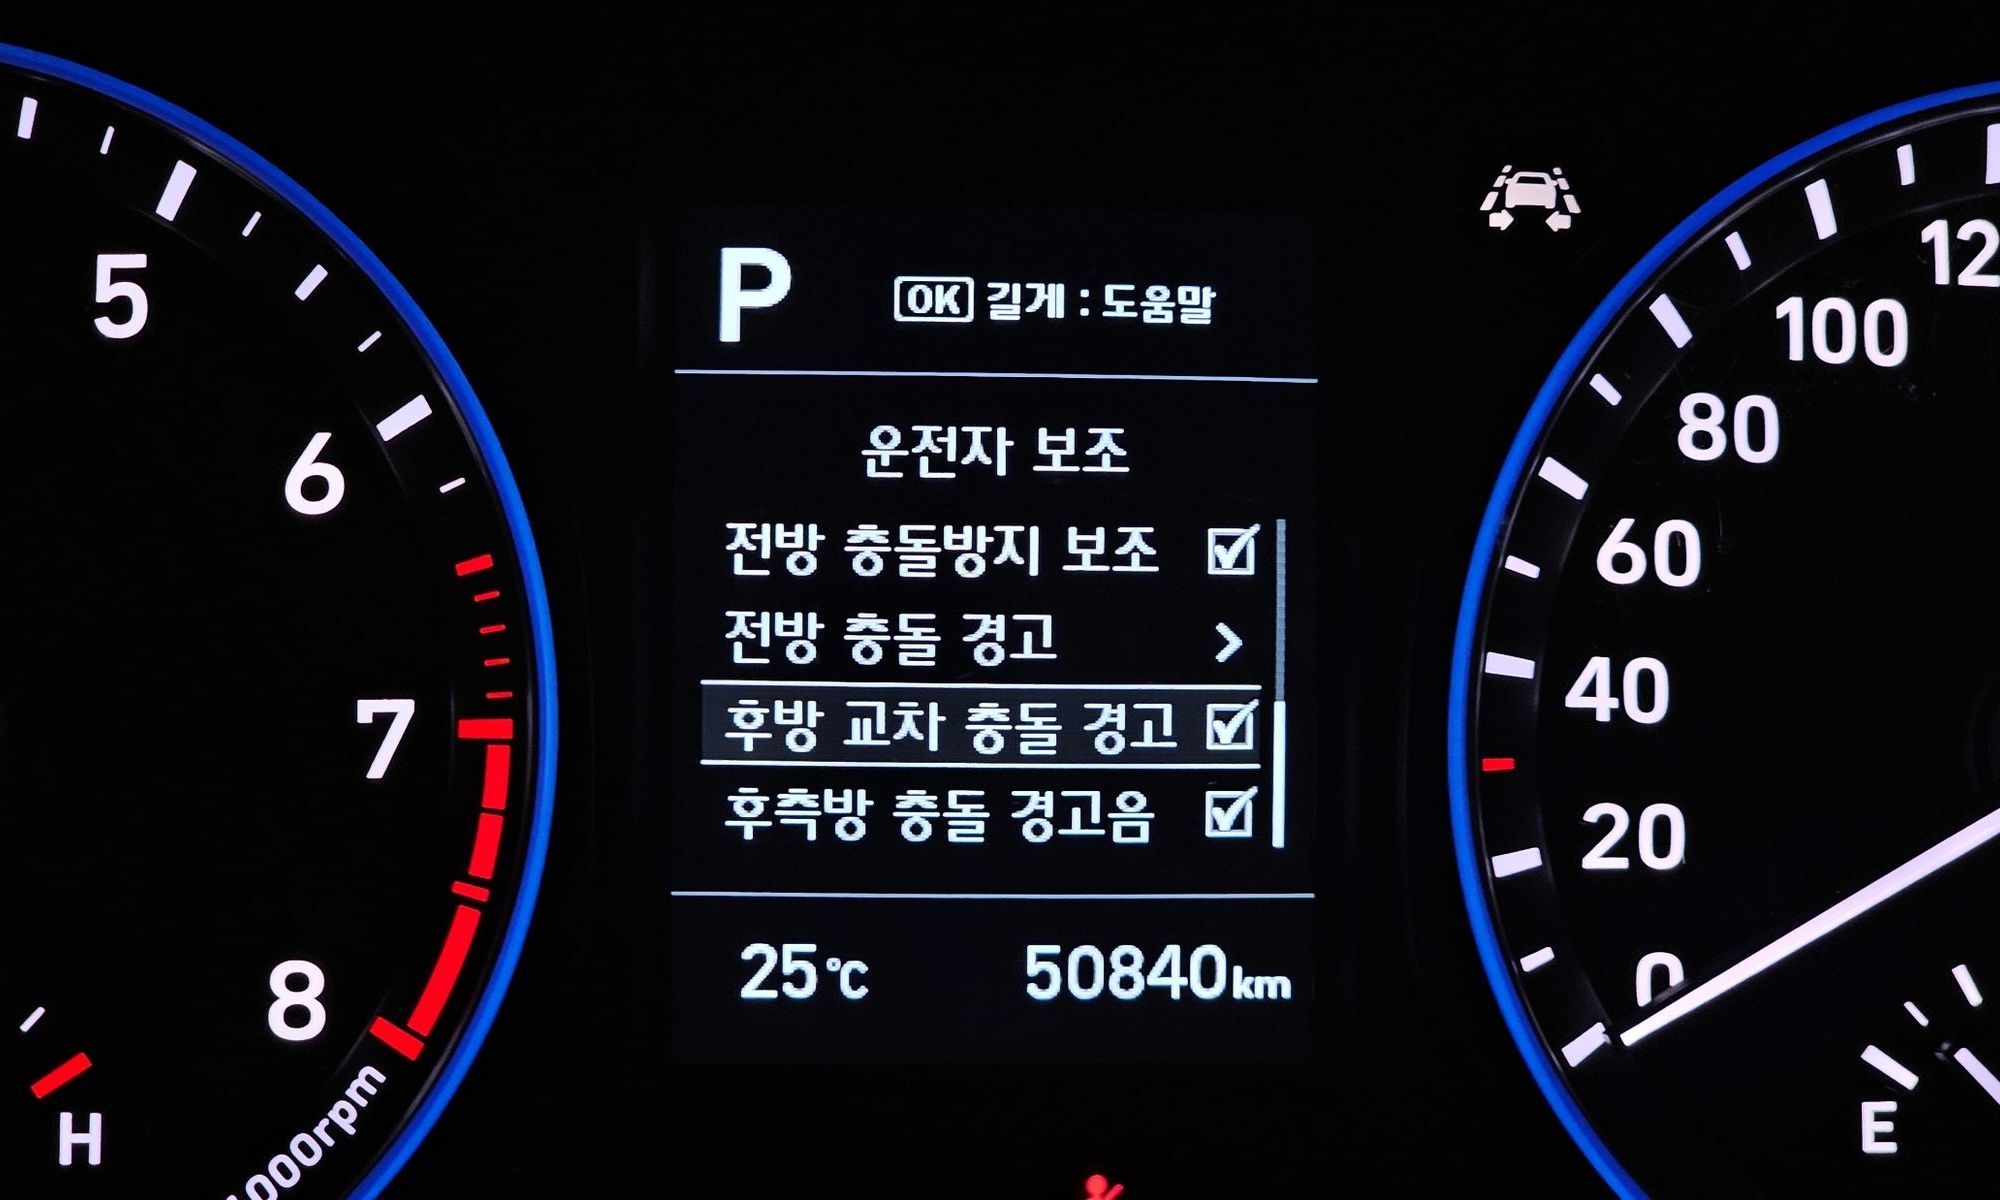 P
OK 길게 : 도움말
운전자 보조
전방 충돌방지 보조
전방 충돌 경고
후방 교차 충돌 경고
후측방 충돌 경고음
25℃
50840km
5
6
7
8
H
000rpm
12
100
80
60
40
20
0
E